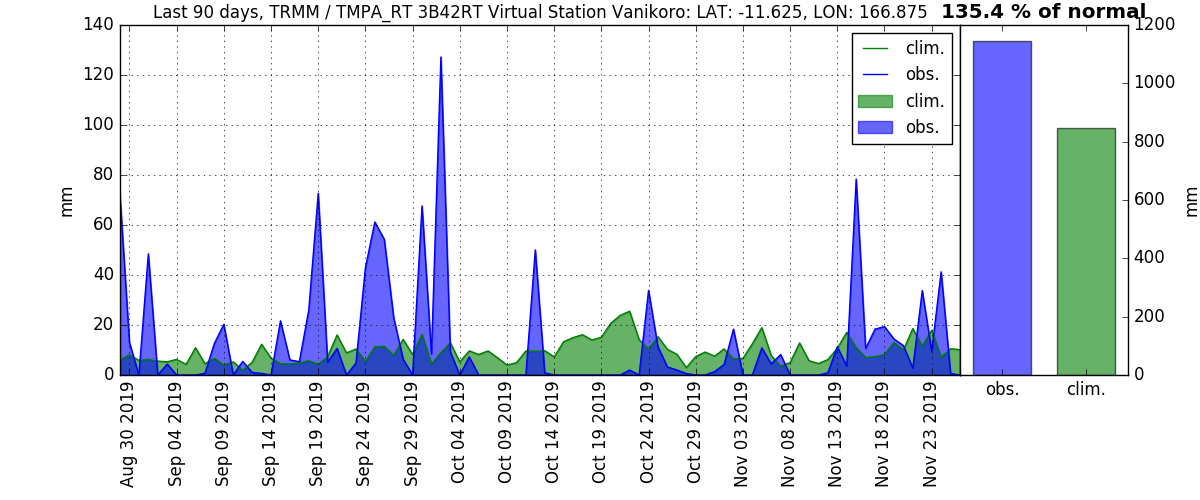 Last 90 days, TRMM / TMPA_RT 3B42RT Virtual Station Vanikoro: LAT: -11.625, LON: 166.875
135.4 % of normal
140
120
100
80
60
40
20
0
mm
clim.
obs.
clim.
obs.
Aug 30 2019
Sep 04 2019
Sep 09 2019
Sep 14 2019
Sep 19 2019
Sep 24 2019
Sep 29 2019
Oct 04 2019
Oct 09 2019
Oct 14 2019
Oct 19 2019
Oct 24 2019
Oct 29 2019
Nov 03 2019
Nov 08 2019
Nov 13 2019
Nov 18 2019
Nov 23 2019
1200
1000
800
600
400
200
0
mm
obs.
clim.